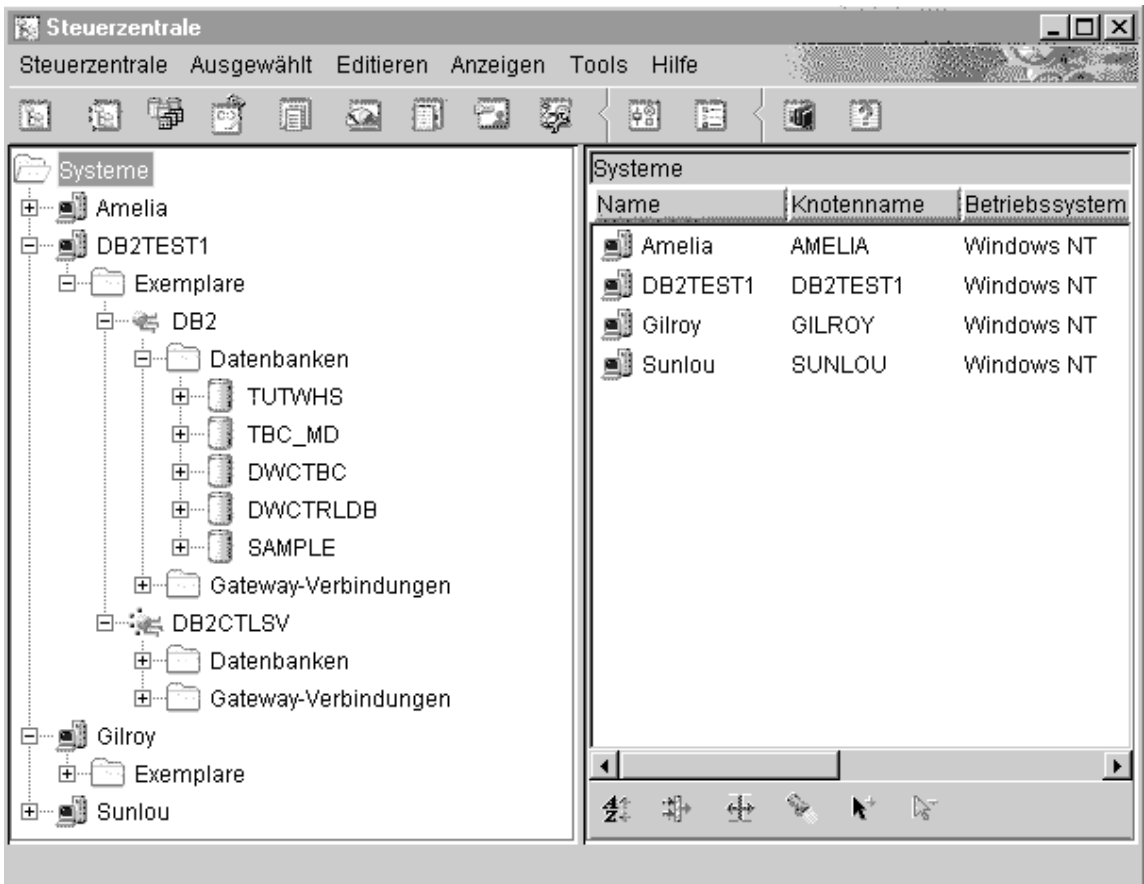 Steuerzentrale
Steuerzentrale Ausgewählt Editieren Anzeigen Tools Hilfe
Systeme
Amelia
DB2TEST1
Exemplare
DB2
Datenbanken
TUTWHS
TBC_MD
DWCTBC
DWCTRLDB
SAMPLE
Gateway-Verbindungen
DB2CTLSV
Datenbanken
Gateway-Verbindungen
Gilroy
Exemplare
Sunlou
Systeme
Name Knotenname Betriebssystem
Amelia AMELIA Windows NT
DB2TEST1 DB2TEST1 Windows NT
Gilroy GILROY Windows NT
Sunlou SUNLOU Windows NT